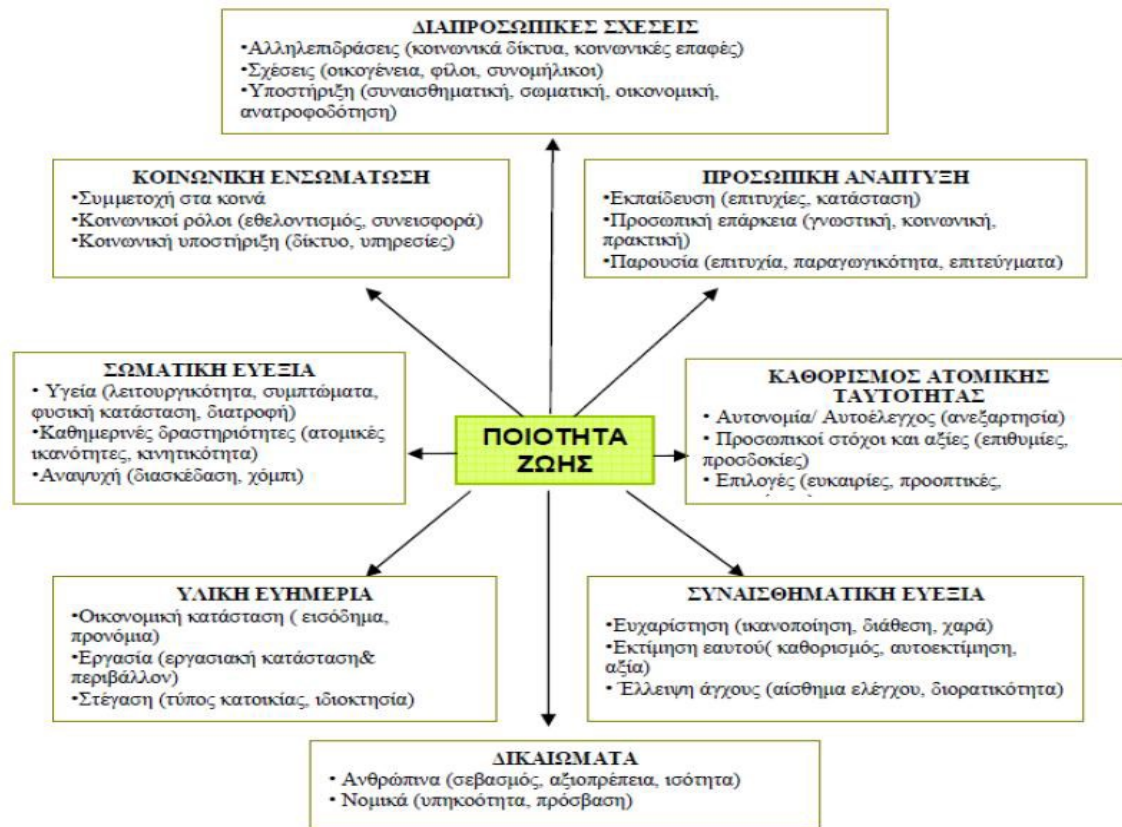 ΔΙΑΠΡΟΣΩΠΙΚΕΣ ΣΧΕΣΕΙΣ
•Αλληλεπιδράσεις (κοινωνικά δίκτυα, κοινωνικές επαφές)
•Σχέσεις (οικογένεια, φίλοι, συνομήλικοι)
•Υποστήριξη (συναισθηματική, σωματική, οικονομική,
ανατροφοδότηση)
ΚΟΙΝΩΝΙΚΗ ΕΝΣΩΜΑΤΩΣΗ
•Συμμετοχή στα κοινά
•Κοινωνικοί ρόλοι (εθελοντισμός, συνεισφορά)
•Κοινωνική υποστήριξη (δίκτυο, υπηρεσίες)
ΠΡΟΣΩΠΙΚΗ ΑΝΑΠΤΥΞΗ
•Εκπαίδευση (επιτυχίες, κατάσταση)
•Προσωπική επάρκεια (γνωστική, κοινωνική,
πρακτική)
•Παρουσία (επιτυχία, παραγωγικότητα, επιτεύγματα)
ΣΩΜΑΤΙΚΗ ΕΥΕΞΙΑ
• Υγεία (λειτουργικότητα, συμπτώματα,
φυσική κατάσταση, διατροφή)
•Καθημερινές δραστηριότητες (ατομικές
ικανότητες, κινητικότητα)
•Αναψυχή (διασκέδαση, χόμπι)
ΠΟΙΟΤΗΤΑ
ΖΩΗΣ
ΚΑΘΟΡΙΣΜΟΣ ΑΤΟΜΙΚΗΣ
ΤΑΥΤΟΤΗΤΑΣ
• Αυτονομία/ Αυτοέλεγχος (ανεξαρτησία)
• Προσωπικοί στόχοι και αξίες (επιθυμίες,
προσδοκίες)
• Επιλογές (ευκαιρίες, προοπτικές,
ΥΛΙΚΗ ΕΥΗΜΕΡΙΑ
•Οικονομική κατάσταση ( εισόδημα,
προνόμια)
•Εργασία (εργασιακή κατάσταση&
περιβάλλον)
•Στέγαση (τύπος κατοικίας, ιδιοκτησία)
ΣΥΝΑΙΣΘΗΜΑΤΙΚΗ ΕΥΕΞΙΑ
•Ευχαρίστηση (ικανοποίηση, διάθεση, χαρά)
•Εκτίμηση εαυτού( καθορισμός, αυτοεκτίμηση,
αξία)
• Έλλειψη άγχους (αίσθημα ελέγχου, διορατικότητα)
ΔΙΚΑΙΩΜΑΤΑ
• Ανθρώπινα (σεβασμός, αξιοπρέπεια, ισότητα)
• Νομικά (υπηκοότητα, πρόσβαση)